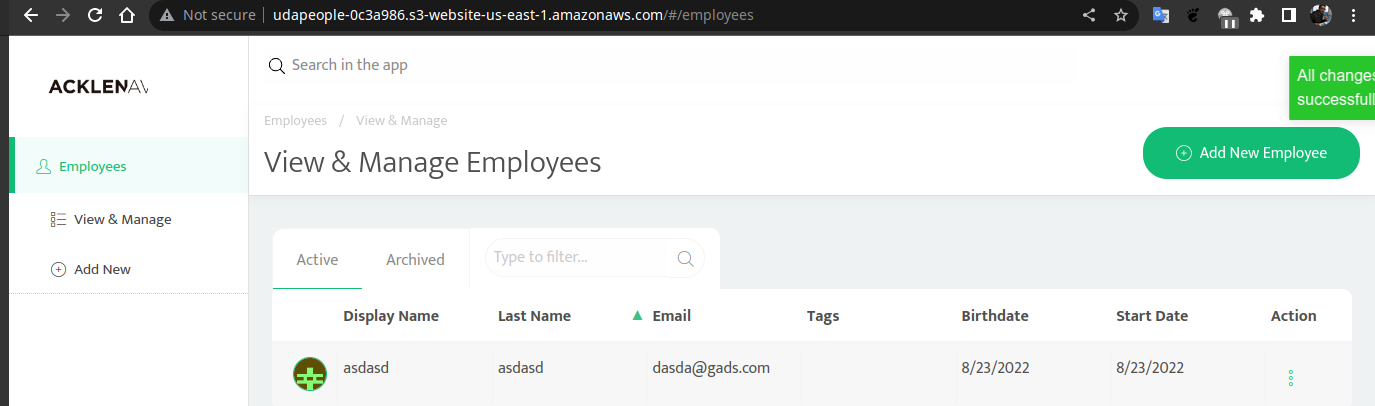 Not secure | udapeople-0c3a986.s3-website-us-east-1.amazonaws.com/#/employees
ACKLENAV
Search in the app
All changes
successfull
Employees / View & Manage
View & Manage Employees
Add New Employee
Employees
View & Manage
Add New
Active Archived Type to filter...
Display Name Last Name Email Tags Birthdate Start Date Action
asdasd asdasd dasda@gads.com 8/23/2022 8/23/2022